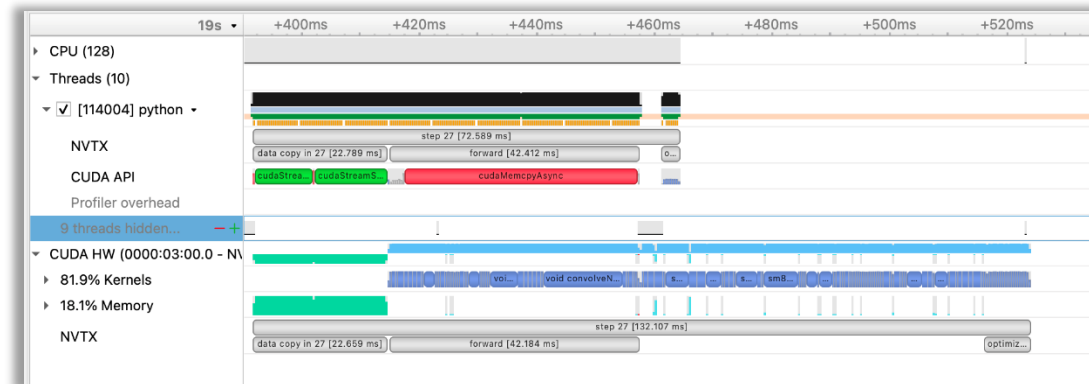 19s +400ms +420ms +440ms +460ms +480ms +500ms +520ms
CPU (128)
Threads (10)
[114004] python
step 27 [72.589 ms]
NVTX
data copy in 27 [22.789 ms] forward [42.412 ms] o...
CUDA API cudaStrea... cudaStreamS... cudaMemcpyAsync
Profiler overhead
9 threads hidden... − +
CUDA HW (0000:03:00.0 - NV
81.9% Kernels voi... void convolveN... s... ... s... sm8... ... ... ... ...
18.1% Memory
step 27 [132.107 ms]
NVTX
data copy in 27 [22.659 ms] forward [42.184 ms] optimiz...